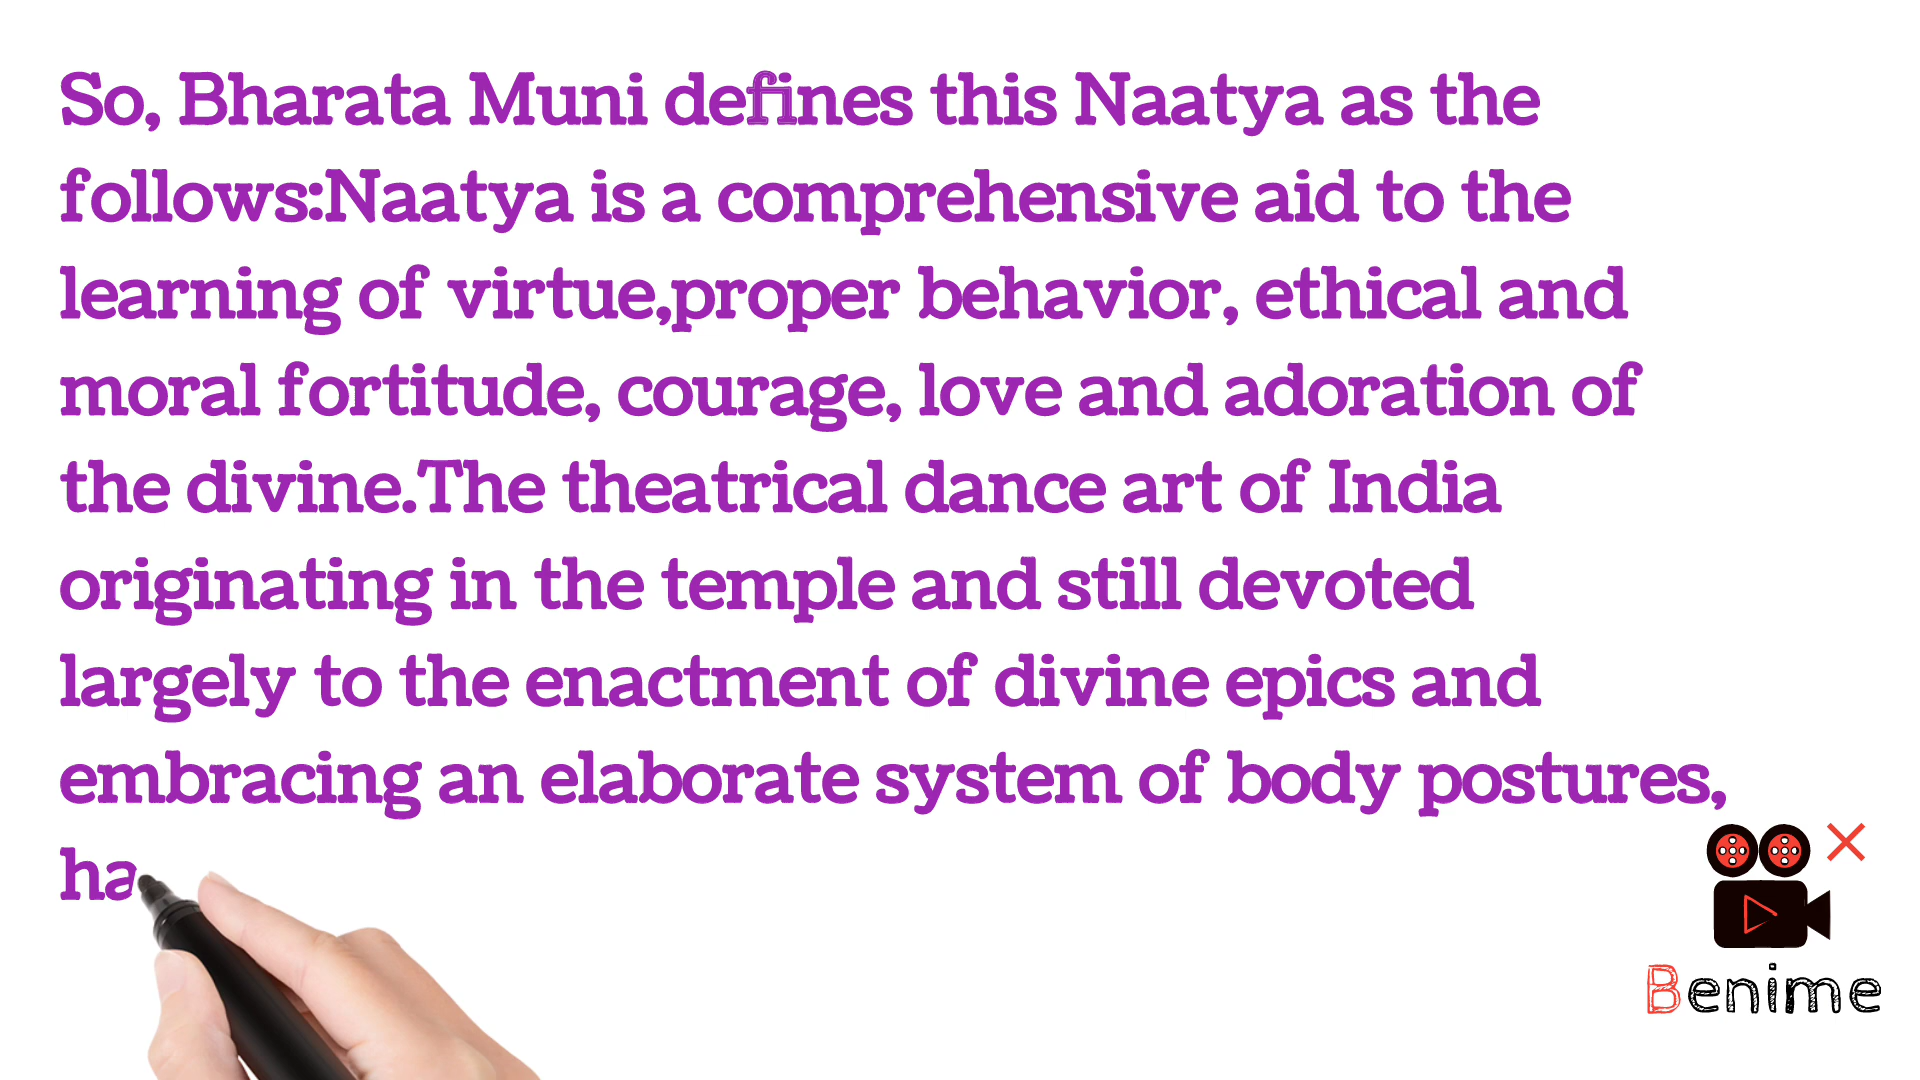 So, Bharata Muni defines this Naatya as the
follows:Naatya is a comprehensive aid to the
learning of virtue,proper behavior, ethical and
moral fortitude, courage, love and adoration of
the divine.The theatrical dance art of India
originating in the temple and still devoted
largely to the enactment of divine epics and
embracing an elaborate system of body postures,
ha
Benime